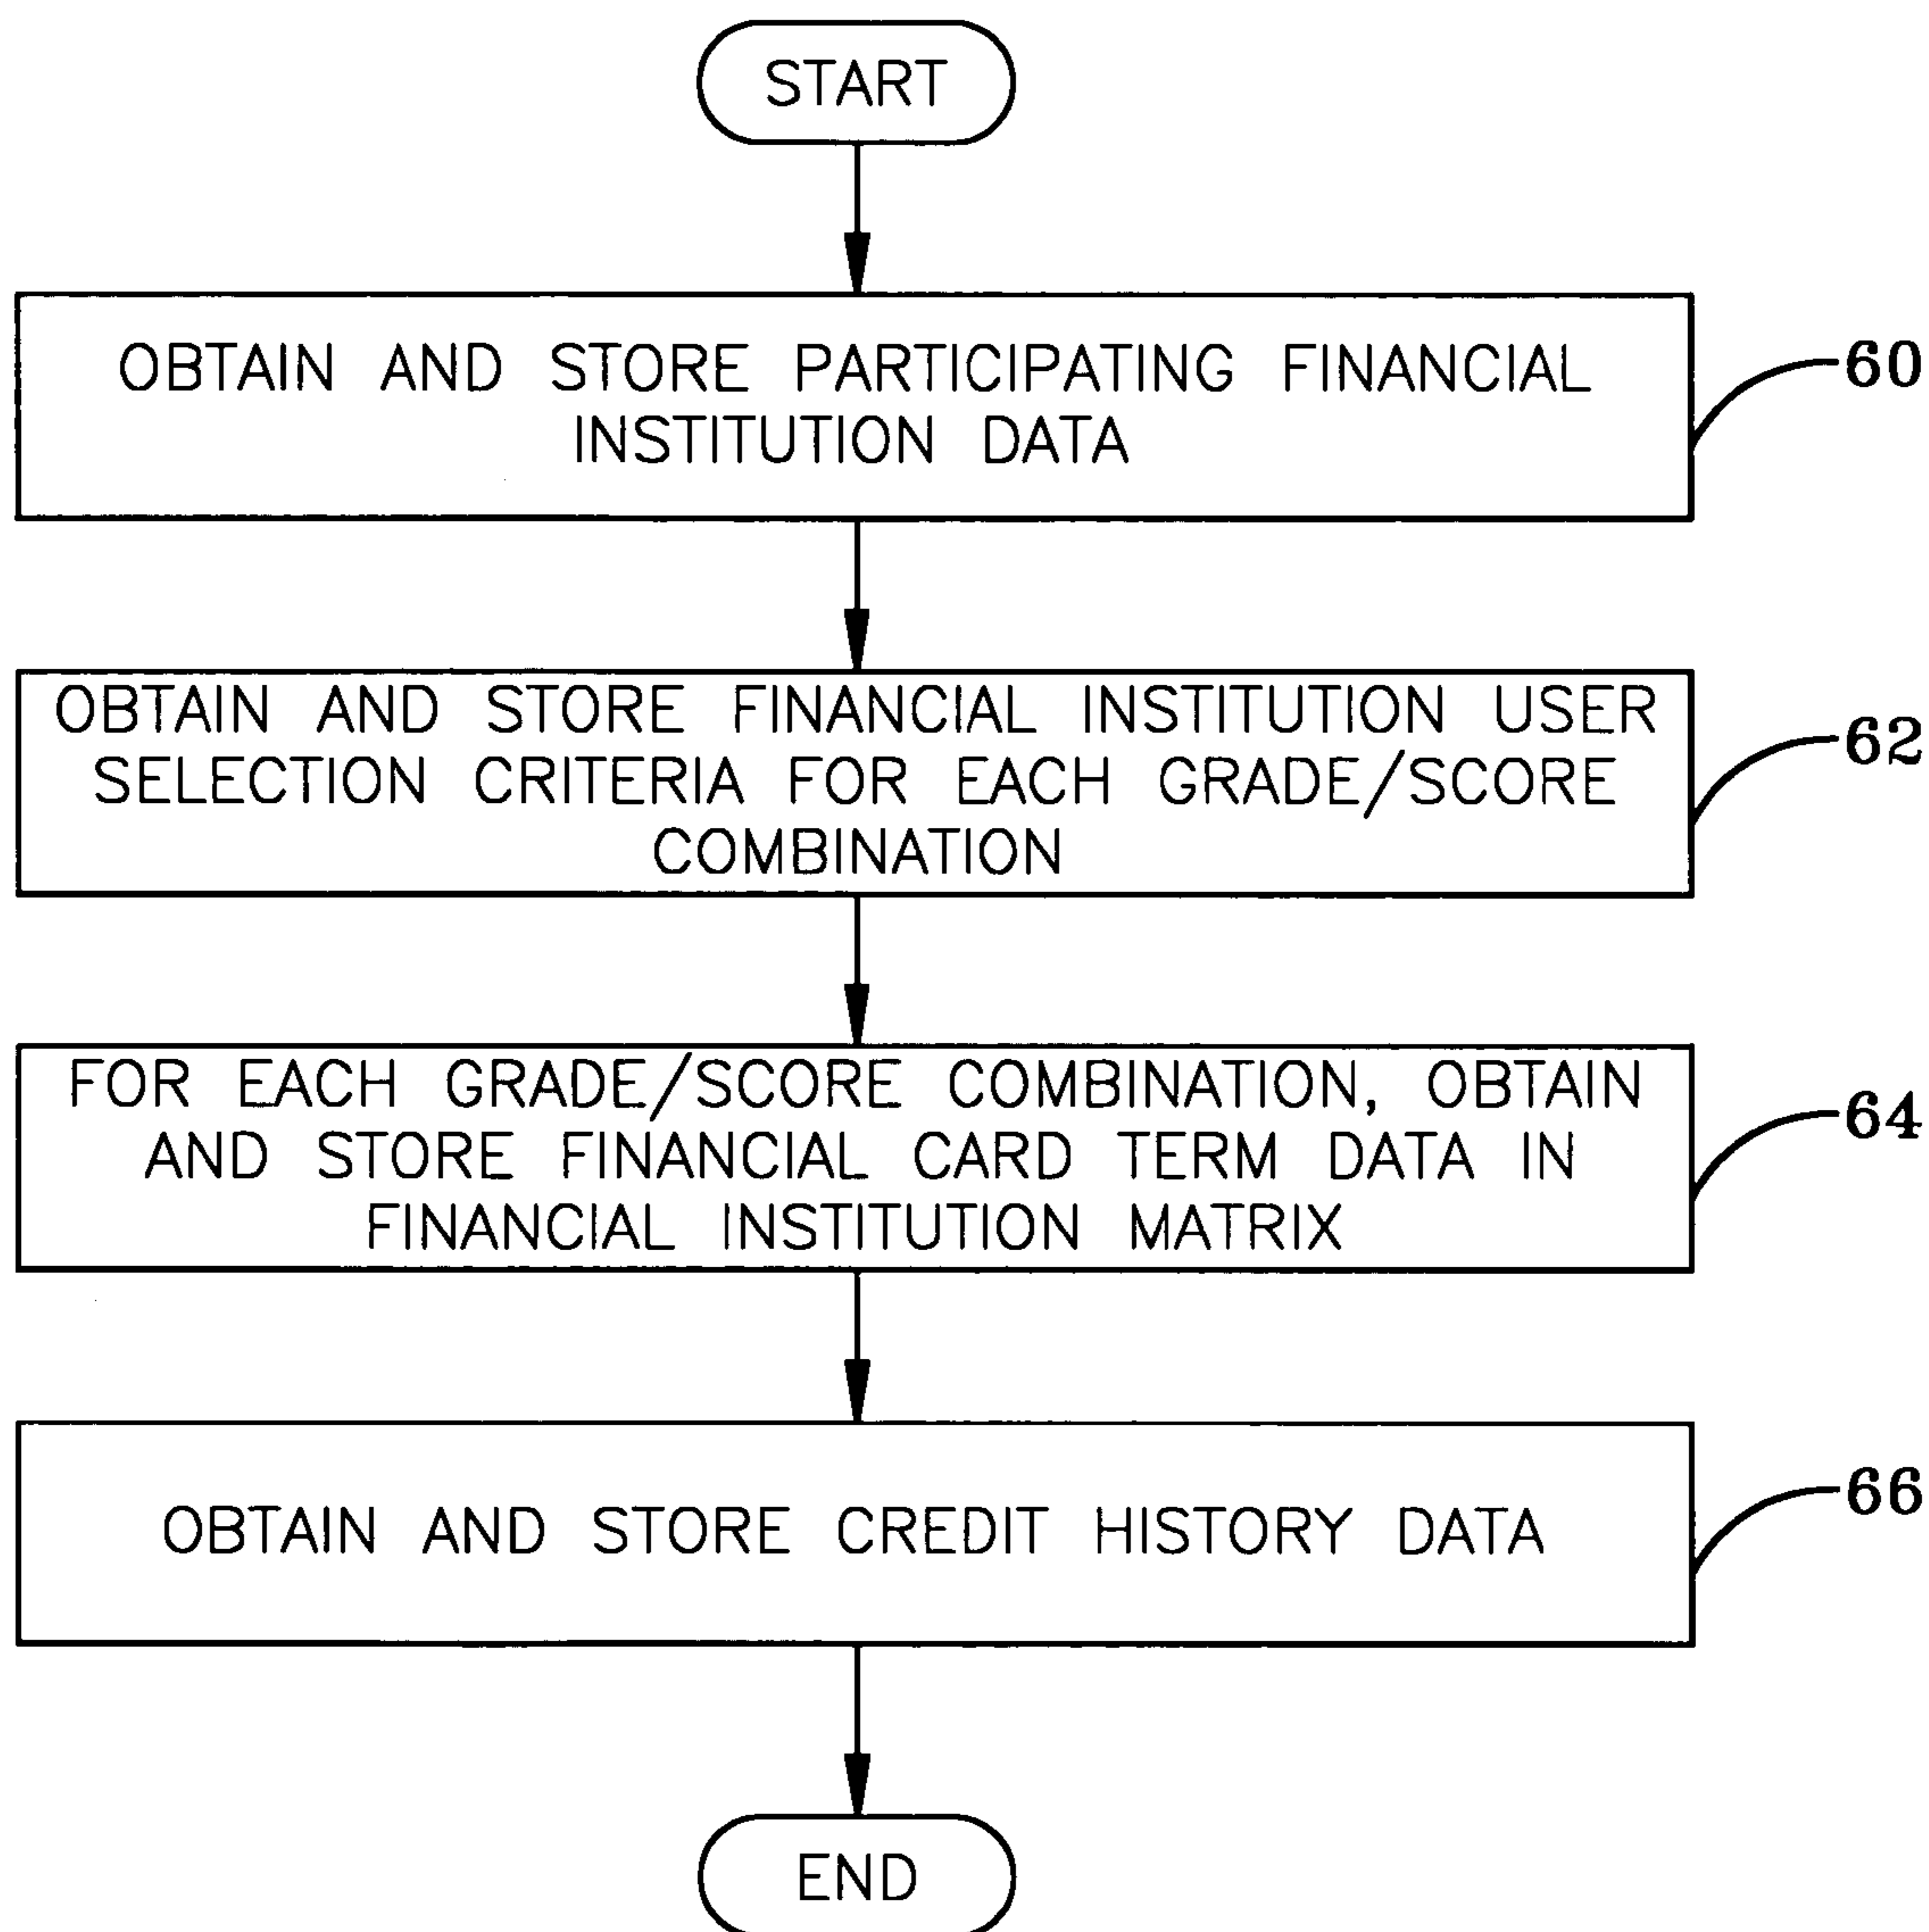 START
OBTAIN AND STORE PARTICIPATING FINANCIAL
INSTITUTION DATA
60
OBTAIN AND STORE FINANCIAL INSTITUTION USER
SELECTION CRITERIA FOR EACH GRADE/SCORE
COMBINATION
62
FOR EACH GRADE/SCORE COMBINATION, OBTAIN
AND STORE FINANCIAL CARD TERM DATA IN
FINANCIAL INSTITUTION MATRIX
64
OBTAIN AND STORE CREDIT HISTORY DATA
66
END